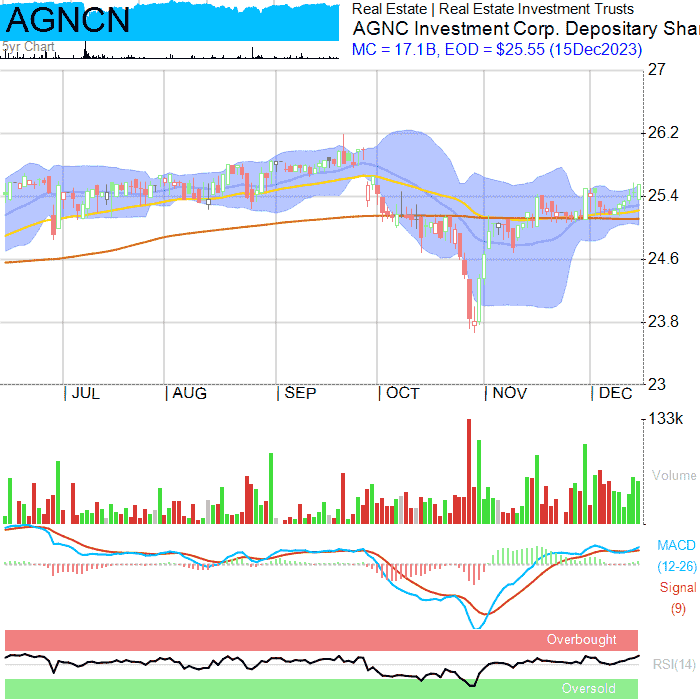 AGNCN
5yr Chart
Real Estate | Real Estate Investment Trusts
AGNC Investment Corp. Depositary Shar
MC = 17.1B, EOD = $25.55 (15Dec2023)
27
26.2
25.4
24.6
23.8
23
JUL AUG SEP OCT NOV DEC
133k
Volume
MACD
(12-26)
Signal
(9)
Overbought
RSI(14)
Oversold